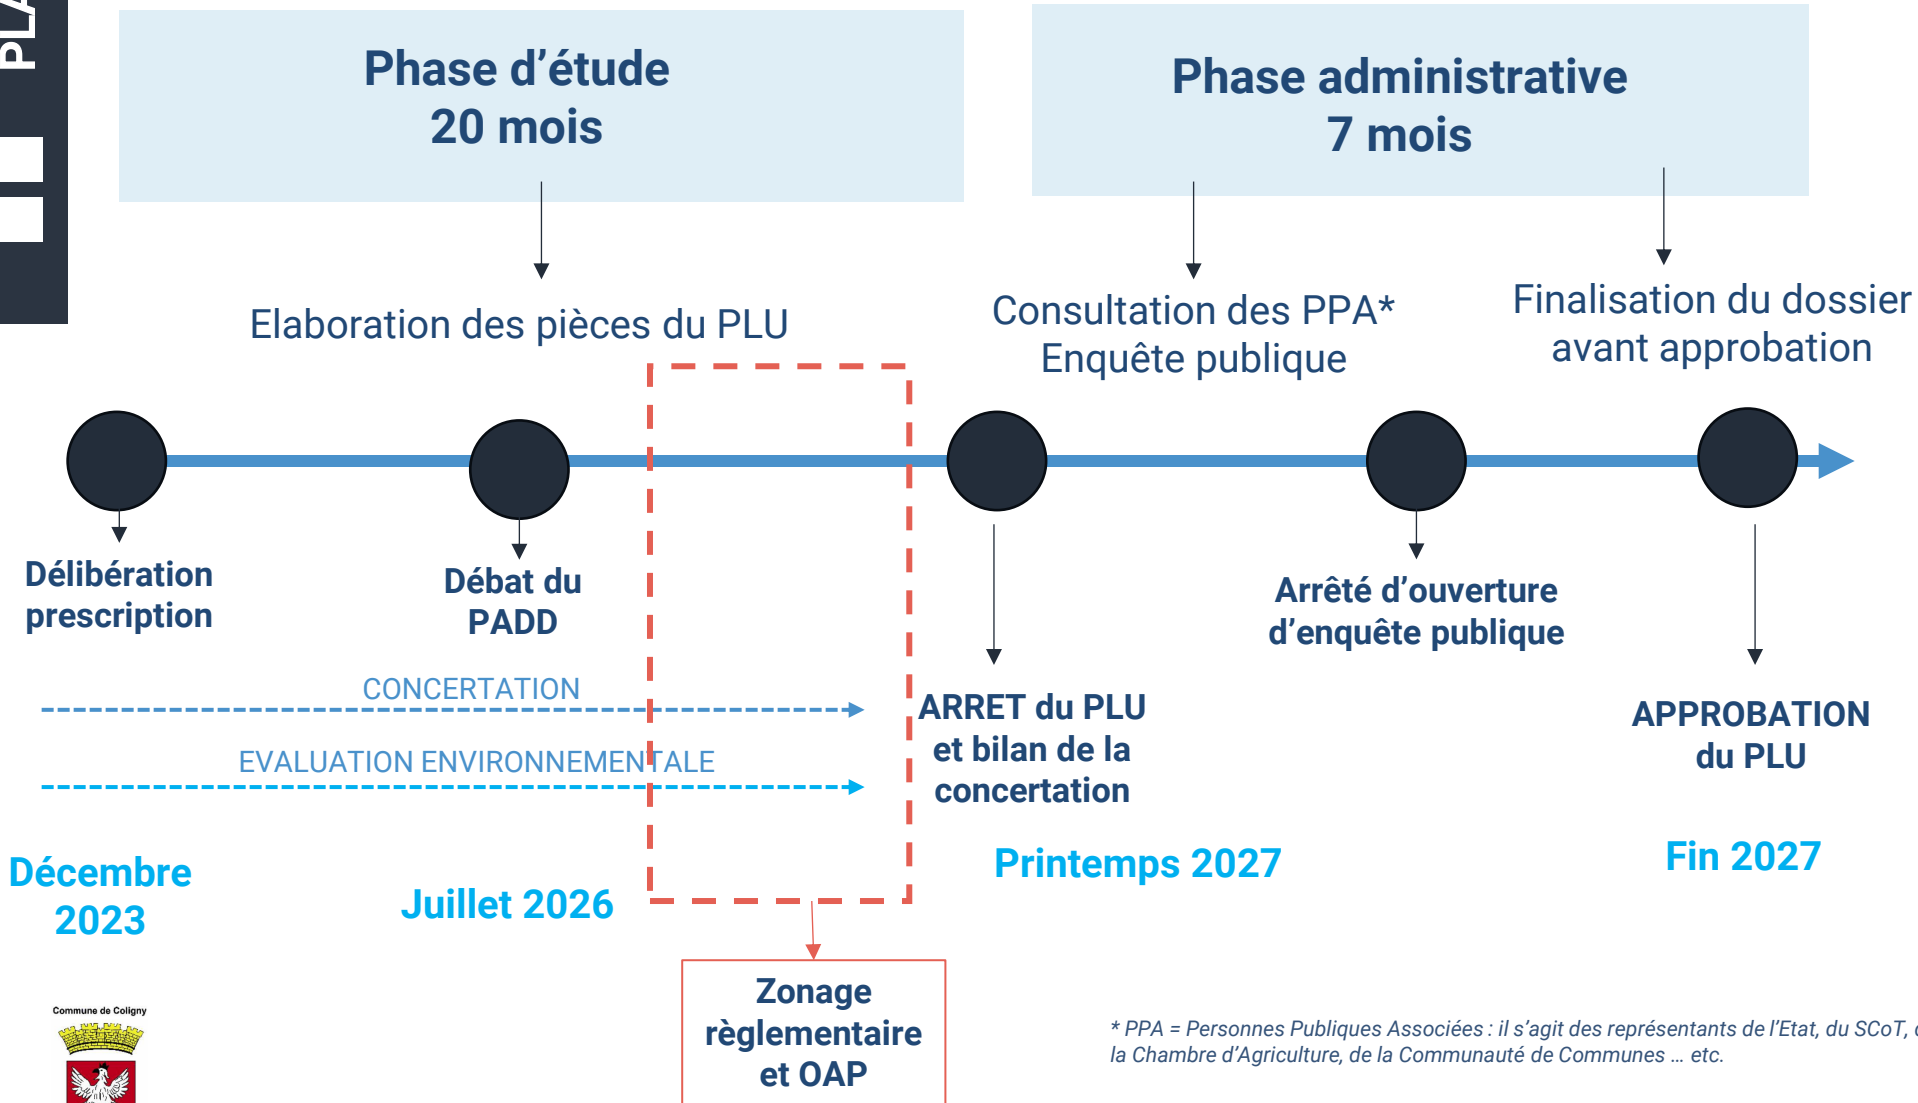 Phase d’étude
20 mois
Phase administrative
7 mois
Elaboration des pièces du PLU
Consultation des PPA*
Enquête publique
Finalisation du dossier
avant approbation
Délibération
prescription
Débat du
PADD
ARRET du PLU
et bilan de la
concertation
Arrêté d’ouverture
d’enquête publique
APPROBATION
du PLU
CONCERTATION
EVALUATION ENVIRONNEMENTALE
Décembre
2023
Juillet 2026
Printemps 2027
Fin 2027
Zonage
règlementaire
et OAP
Commune de Coligny
* PPA = Personnes Publiques Associées : il s’agit des représentants de l’Etat, du SCoT,
la Chambre d’Agriculture, de la Communauté de Communes … etc.